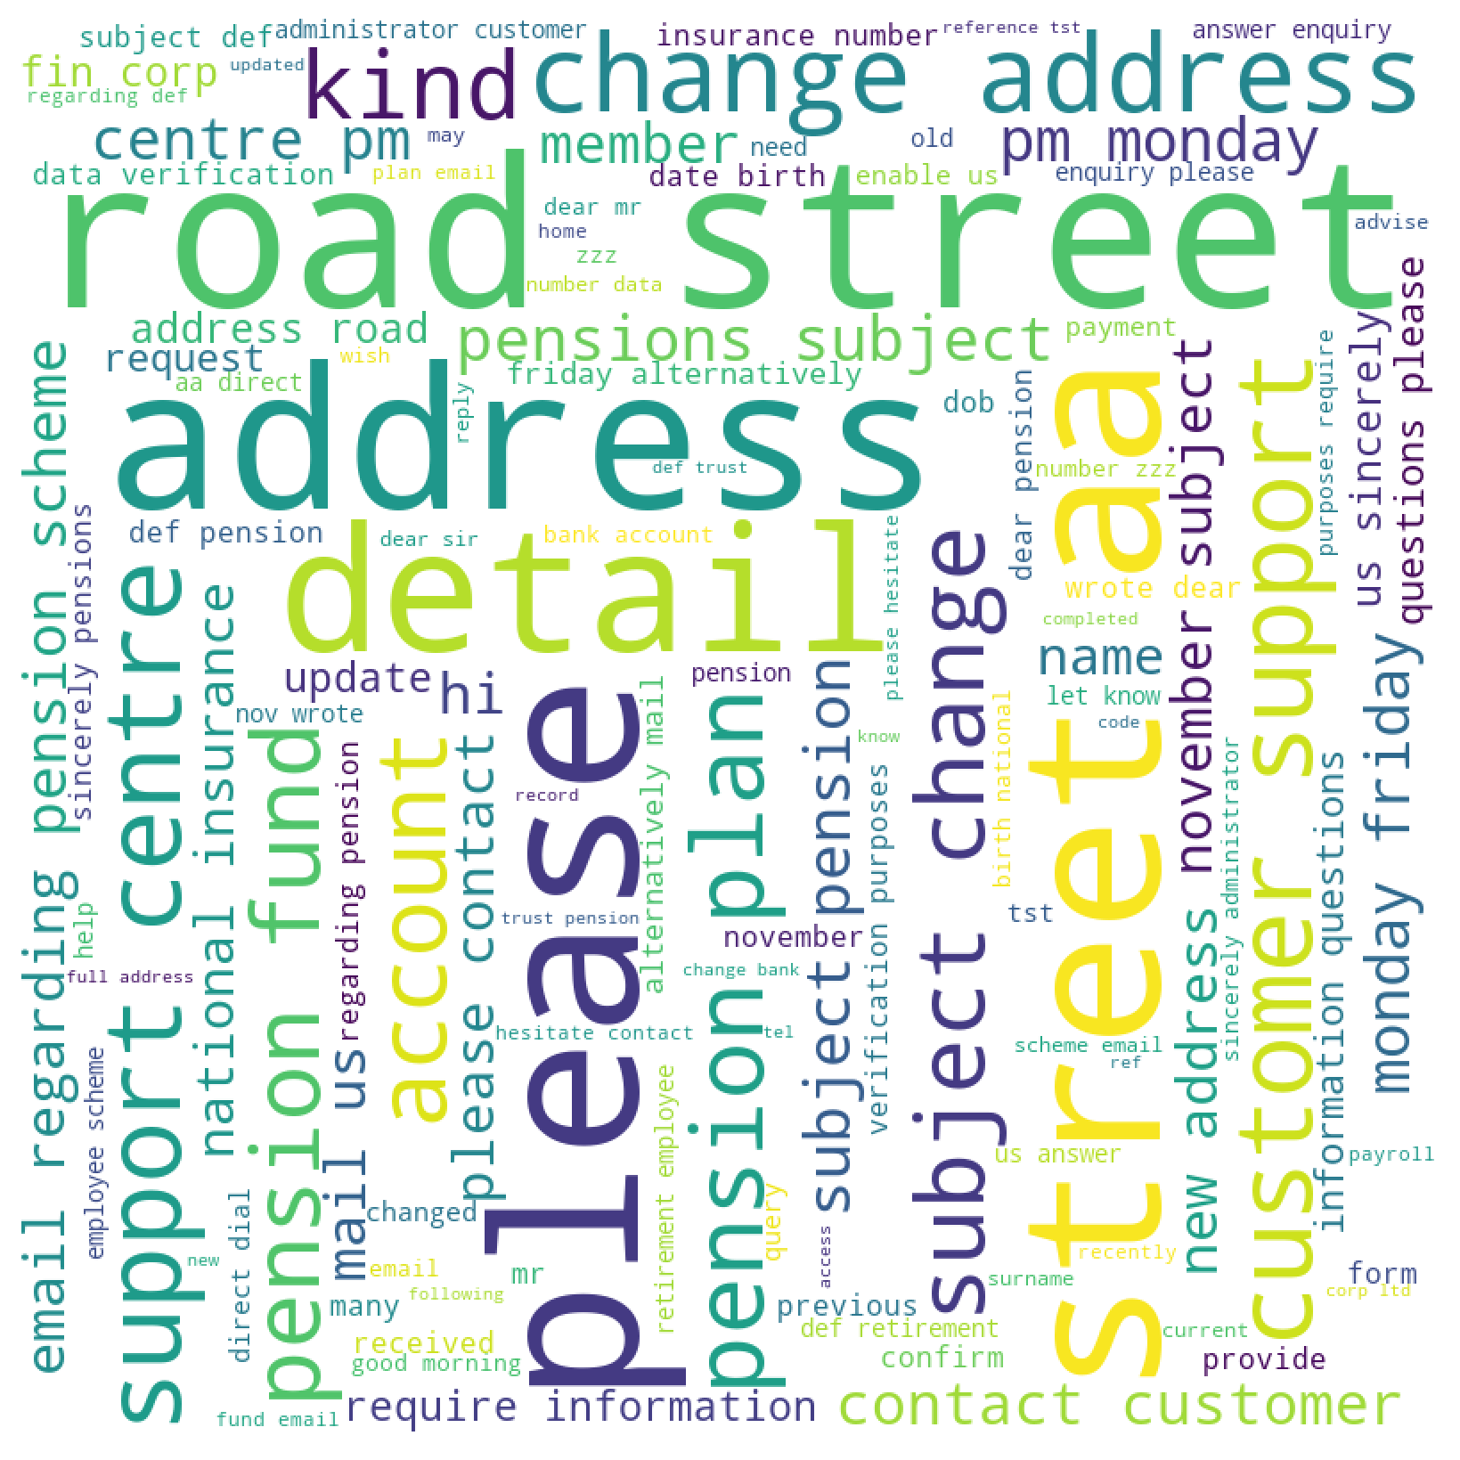 subject def
administrator customer
insurance number
reference tst
answer enquiry
fin corp
updated
kind
change address
regarding def
centre pm
may
member
need
old
pm monday
data verification
plan email
date birth
enable us
enquiry please
road street
dear mr
home
zzz
number data
advise
address road
pensions subject
payment
request
wish
aa direct
friday alternatively
address
reply
dob
def trust
number zzz
def pension
dear sir
bank account
detail
wrote dear
completed
update
hi
pension
name
nov wrote
let know
code
know
record
trust pension
november
tst
help
full address
change bank
hesitate contact
tel
scheme email
ref
us answer
payroll
changed
new
email
mr
recently
surname
form
following
many
previous
corp ltd
received
def retirement
current
good morning
confirm
provide
fund email
require information
contact customer
email regarding pension scheme
sincerely pensions
employee scheme
support centre
national insurance
direct dial
pension fund
regarding pension
mail us
account
please contact
please
alternatively mail
retirement employee
pension plan
query
access
subject pension
verification purposes
please hesitate
subject change
birth national
dear pension
street aa
november subject
new address
sincerely administrator
customer support
purposes require
information questions
us sincerely
monday friday
questions please